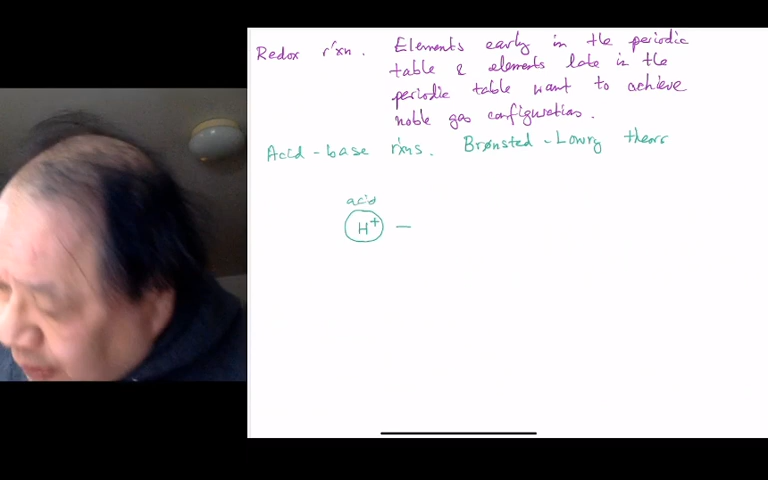 Redox r'xn. Elements early in the periodic
table & elements late in the
periodic table want to achieve
noble gas configuration.
Acid-base r'xns. Brønsted-Lowry theory
acid
H+ —